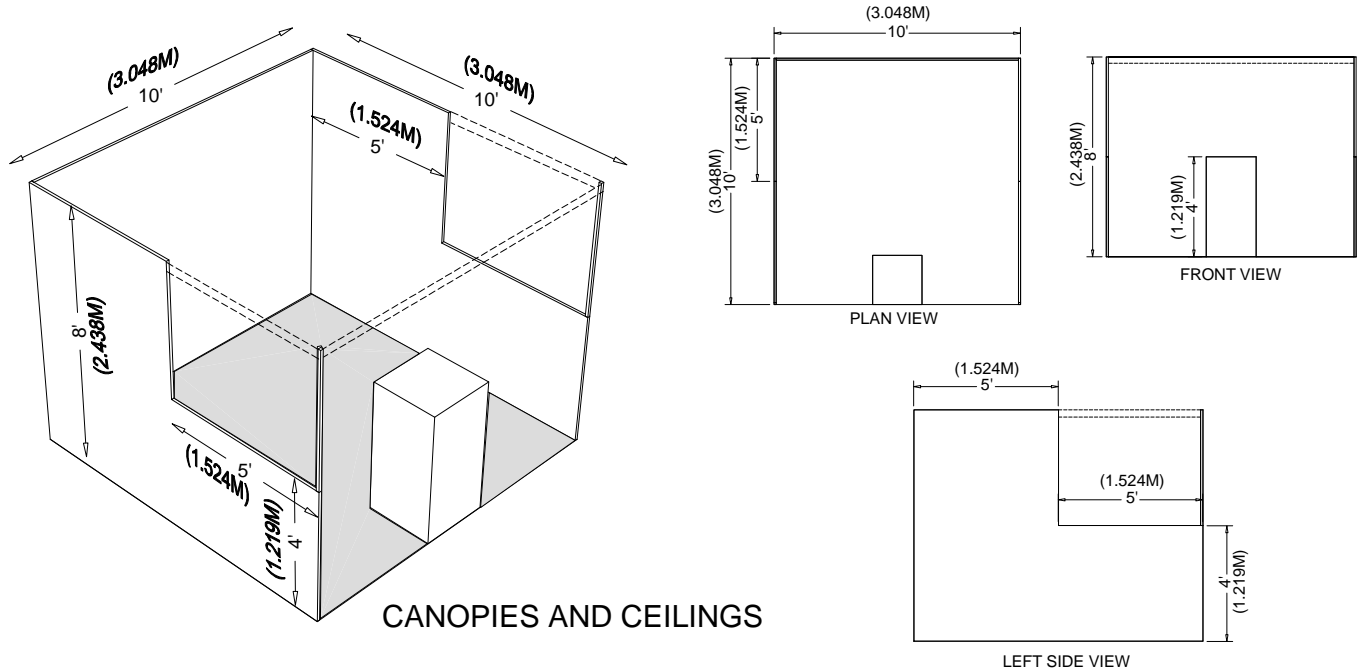 (3.048M)
10'
(3.048M)
10'
(1.524M)
5'
8'
(2.438M)
5'
(1.524M)
4'
(1.219M)
CANOPIES AND CEILINGS
(3.048M)
10'
(1.524M)
5'
(3.048M)
10'
PLAN VIEW
(2.438M)
8'
(1.219M)
4'
FRONT VIEW
(1.524M)
5'
(1.524M)
5'
4'
(1.219M)
LEFT SIDE VIEW